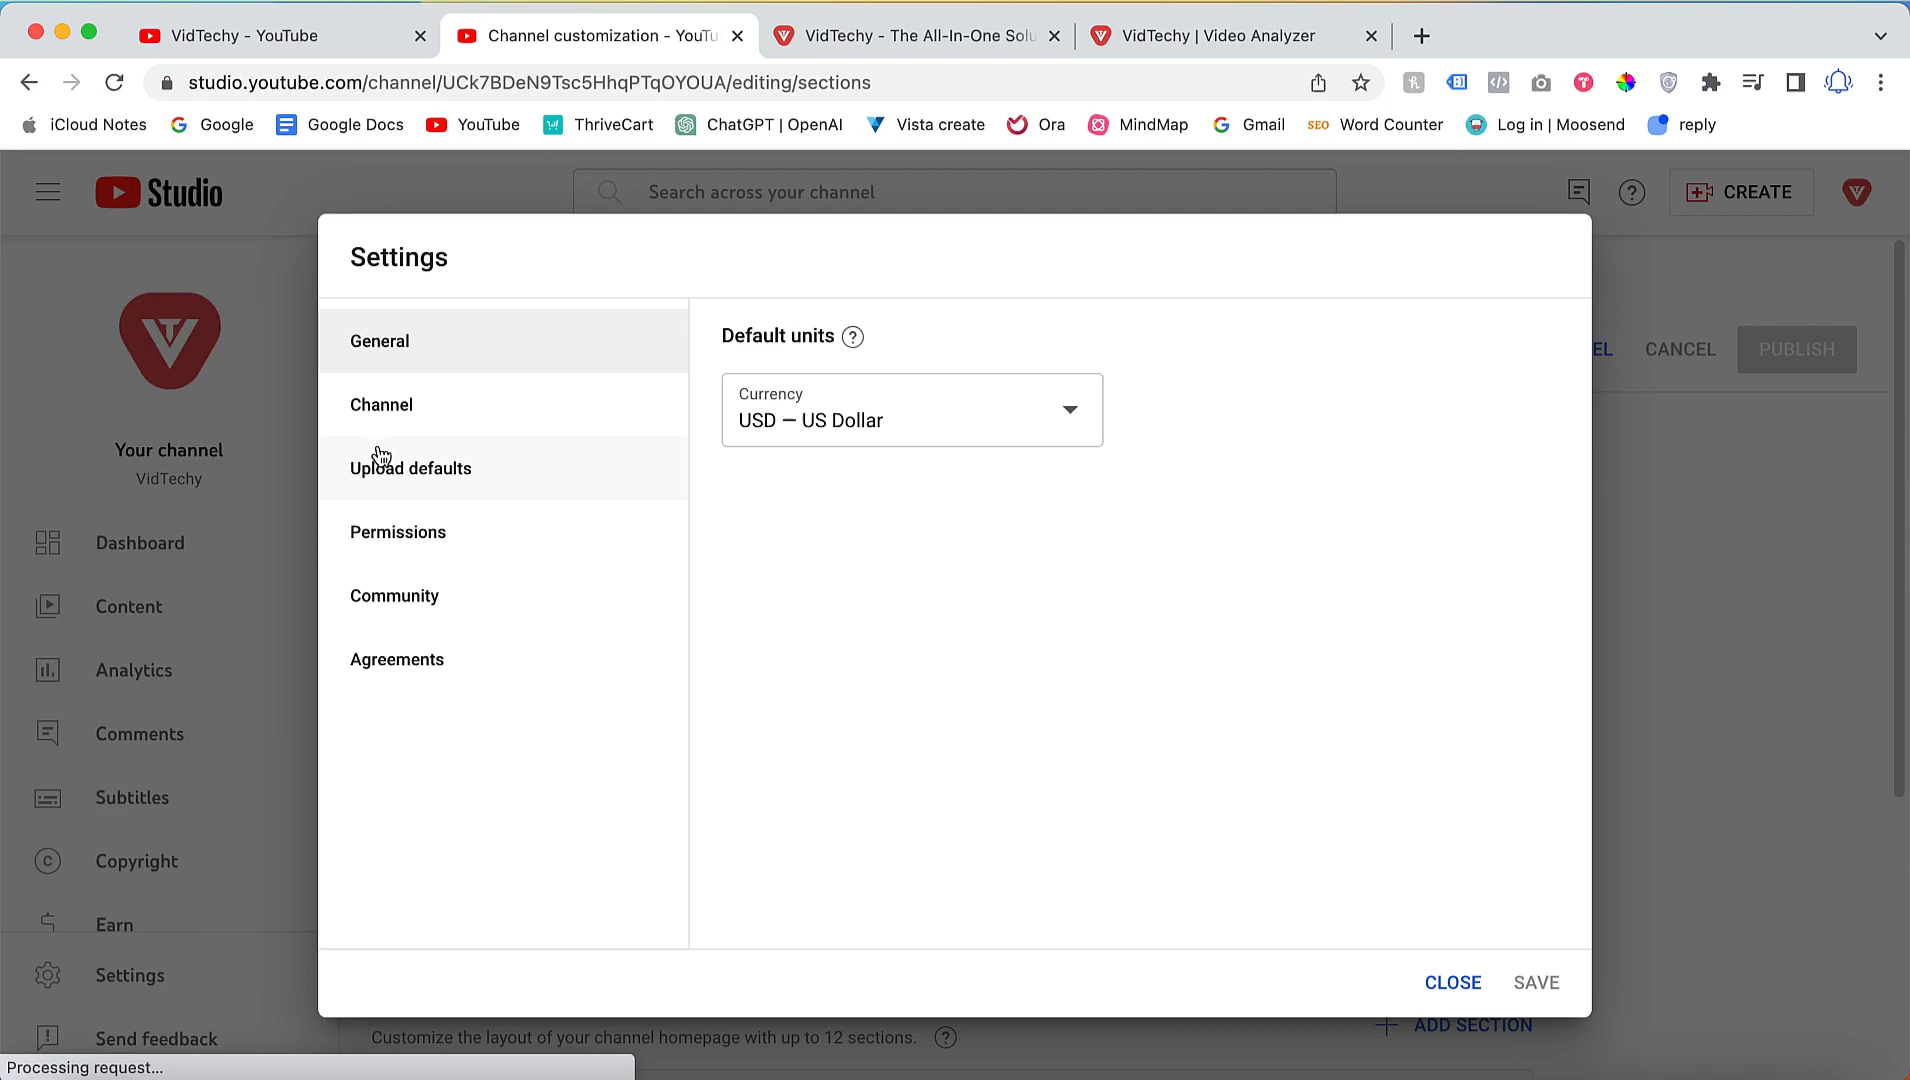 VidTechy - YouTube
Channel customization - YouTu
VidTechy - The All-In-One Solu
VidTechy | Video Analyzer
studio.youtube.com/channel/UCk7BDeN9Tsc5HhqPTqOYOUA/editing/sections
iCloud Notes
Google
Google Docs
YouTube
ThriveCart
ChatGPT | OpenAI
Vista create
Ora
MindMap
Gmail
SEO Word Counter
Log in | Moosend
reply
Studio
Search across your channel
CREATE
Settings
General
Channel
Upload defaults
Permissions
Community
Agreements
Default units
Currency
USD — US Dollar
EL
CANCEL
PUBLISH
Your channel
VidTechy
Dashboard
Content
Analytics
Comments
Subtitles
Copyright
Earn
Settings
Send feedback
CLOSE
SAVE
Customize the layout of your channel homepage with up to 12 sections.
ADD SECTION
Processing request...